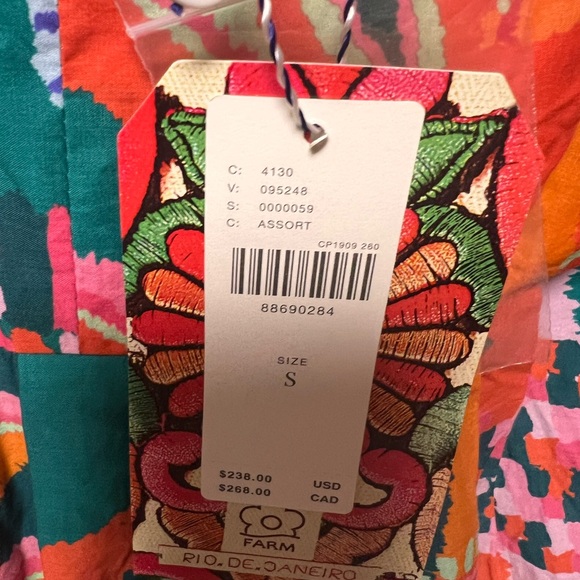 C: 4130
V: 095248
S: 0000059
C: ASSORT
CP1909 260
88690284
SIZE
S
$238.00 USD
$268.00 CAD
FARM
RIO.DE.JANEIRO